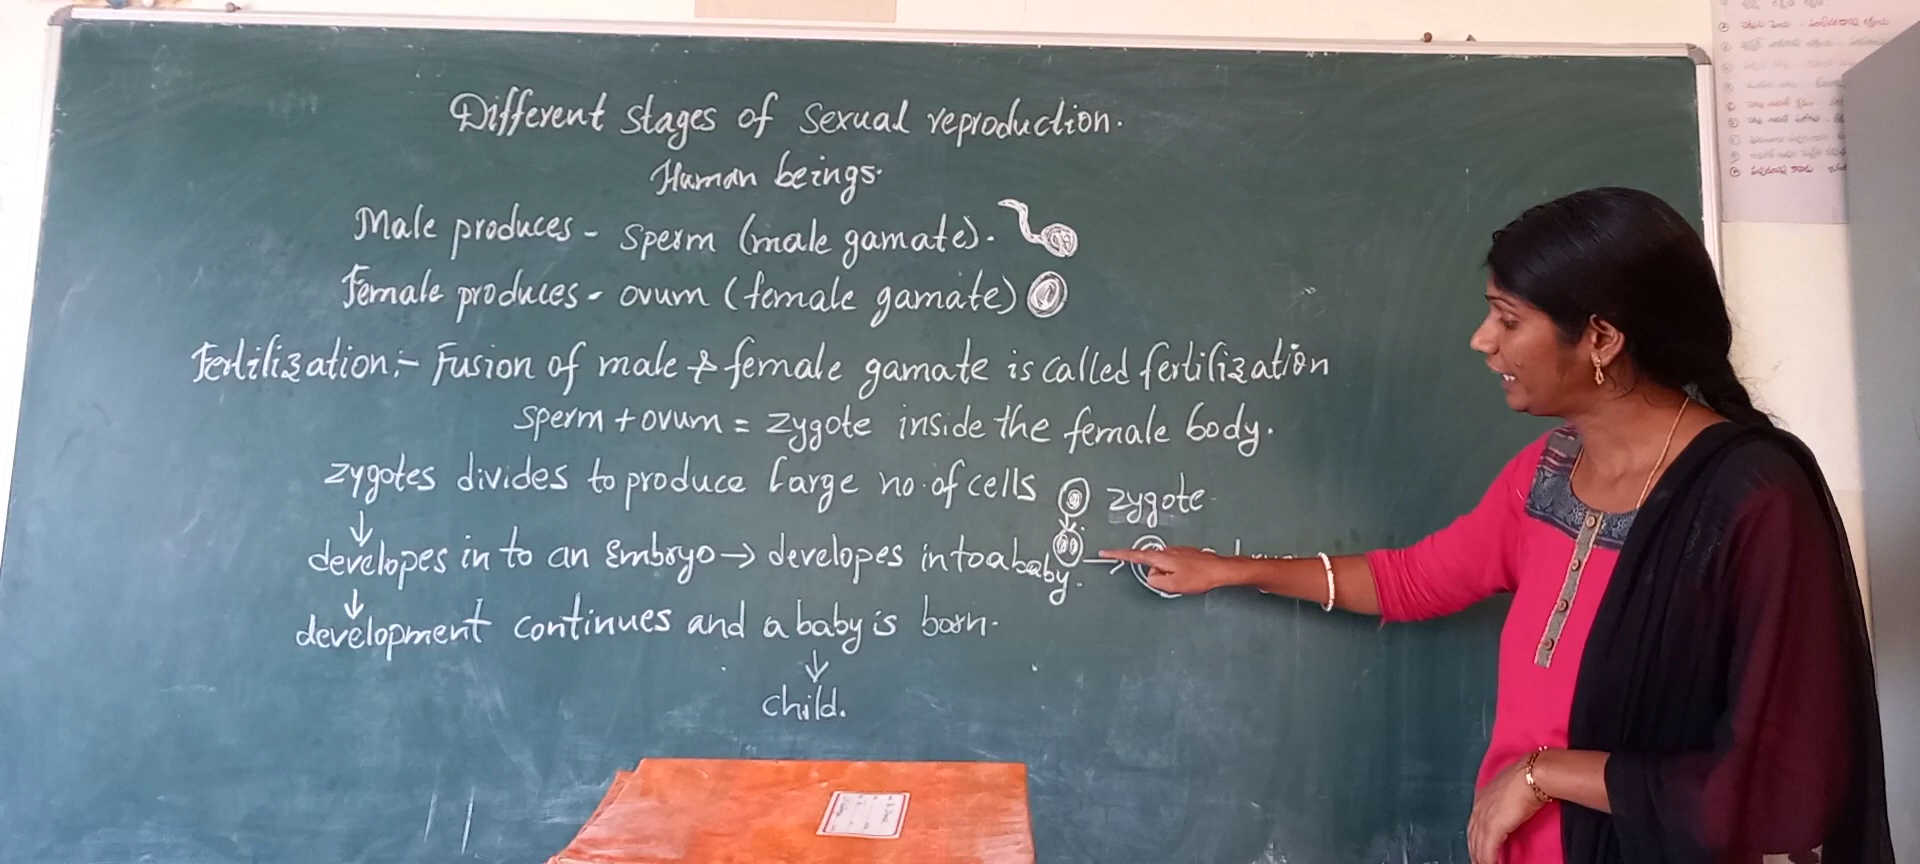 Different stages of sexual reproduction.
Human beings.
Male produces - sperm (male gamate).
Female produces - ovum (female gamate)
Fertilization:- Fusion of male & female gamate is called fertilization
sperm + ovum = zygote inside the female body.
zygotes divides to produce large no. of cells
zygote
↓
developes in to an Embryo → developes into a baby.
↓
development continues and a baby is born.
↓
child.